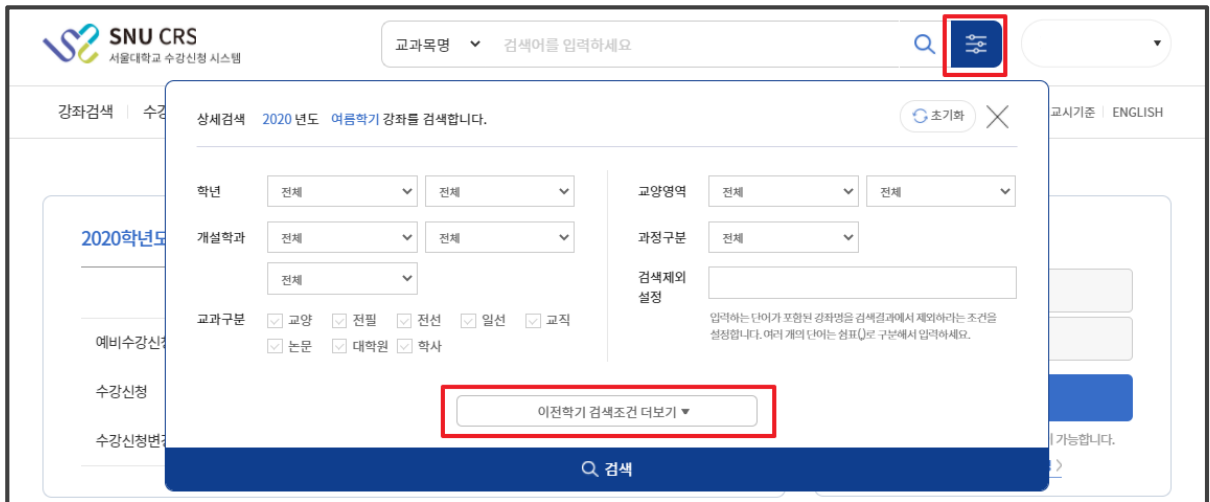 SNU CRS
서울대학교 수강신청 시스템
교과목명
검색어를 입력하세요
강좌검색
교시기준
ENGLISH
상세검색 2020 년도 여름학기 강좌를 검색합니다.
초기화
학년 전체 전체
교양영역 전체 전체
개설학과 전체 전체
과정구분 전체
전체
검색제외
설정
교과구분 교양 전필 전선 일선 교직
논문 대학원 학사
입력하는 단어가 포함된 강좌명을 검색결과에서 제외하라는 조건을
설정합니다. 여러 개의 단어는 쉼표(,)로 구분해서 입력하세요.
이전학기 검색조건 더보기 ▼
검색
2020학년도
예비수강신청
수강신청
수강신청변경
가능합니다.